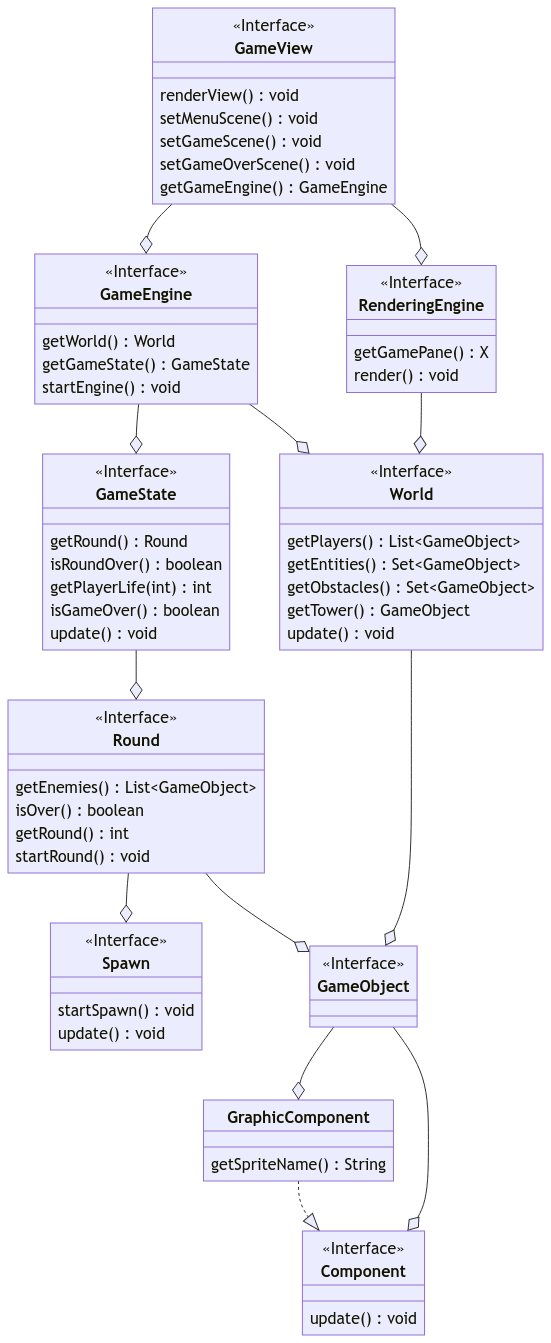 «Interface»
GameView
renderView() : void
setMenuScene() : void
setGameScene() : void
setGameOverScene() : void
getGameEngine() : GameEngine
«Interface»
GameEngine
getWorld() : World
getGameState() : GameState
startEngine() : void
«Interface»
RenderingEngine
getGamePane() : X
render() : void
«Interface»
GameState
getRound() : Round
isRoundOver() : boolean
getPlayerLife(int) : int
isGameOver() : boolean
update() : void
«Interface»
World
getPlayers() : List<GameObject>
getEntities() : Set<GameObject>
getObstacles() : Set<GameObject>
getTower() : GameObject
update() : void
«Interface»
Round
getEnemies() : List<GameObject>
isOver() : boolean
getRound() : int
startRound() : void
«Interface»
Spawn
startSpawn() : void
update() : void
«Interface»
GameObject
GraphicComponent
getSpriteName() : String
«Interface»
Component
update() : void